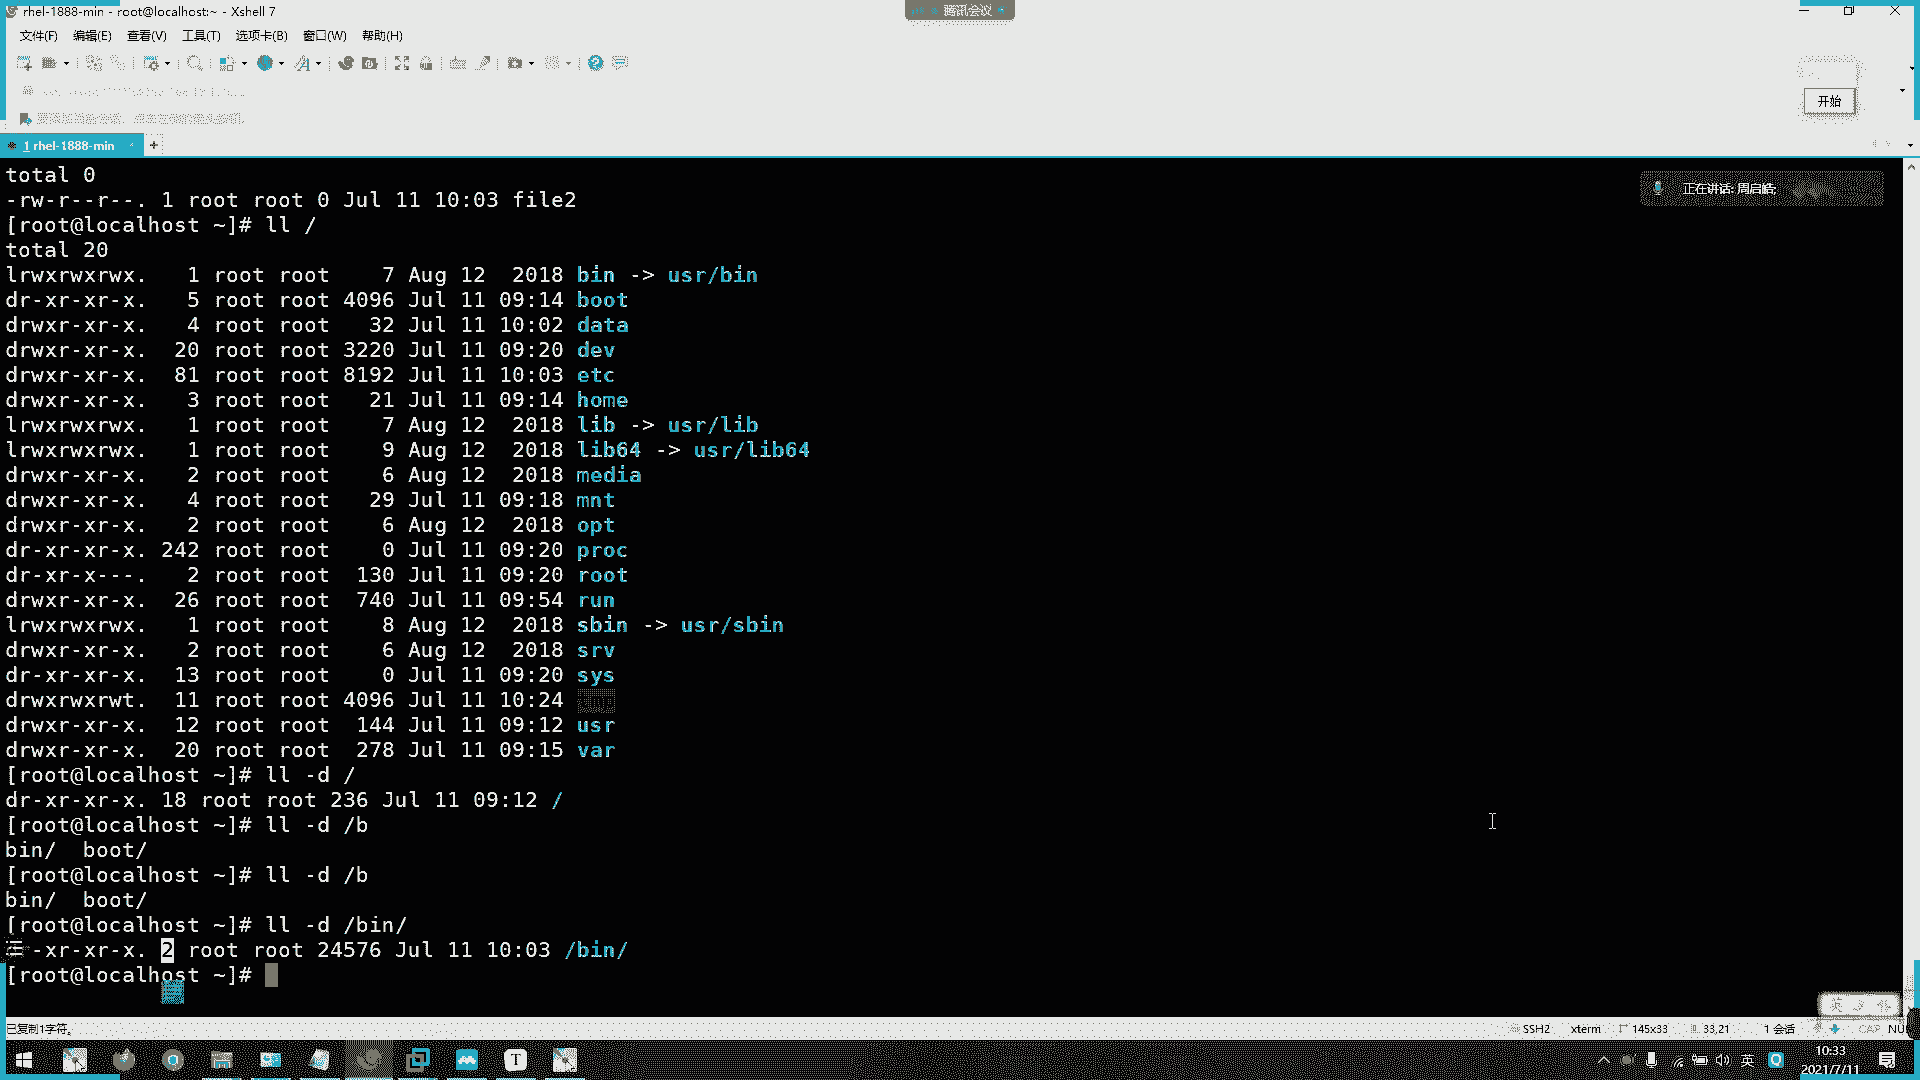 rhel-1888-min - root@localhost:~ - Xshell 7
腾讯会议
文件(F) 编辑(E) 查看(V) 工具(T) 选项卡(B) 窗口(W) 帮助(H)
开始
1 rhel-1888-min
正在讲话: 周启皓;
total 0
-rw-r--r--. 1 root root 0 Jul 11 10:03 file2
[root@localhost ~]# ll /
total 20
lrwxrwxrwx.   1 root root    7 Aug 12  2018 bin -> usr/bin
dr-xr-xr-x.   5 root root 4096 Jul 11 09:14 boot
drwxr-xr-x.   4 root root   32 Jul 11 10:02 data
drwxr-xr-x.  20 root root 3220 Jul 11 09:20 dev
drwxr-xr-x.  81 root root 8192 Jul 11 10:03 etc
drwxr-xr-x.   3 root root   21 Jul 11 09:14 home
lrwxrwxrwx.   1 root root    7 Aug 12  2018 lib -> usr/lib
lrwxrwxrwx.   1 root root    9 Aug 12  2018 lib64 -> usr/lib64
drwxr-xr-x.   2 root root    6 Aug 12  2018 media
drwxr-xr-x.   4 root root   29 Jul 11 09:18 mnt
drwxr-xr-x.   2 root root    6 Aug 12  2018 opt
dr-xr-xr-x. 242 root root    0 Jul 11 09:20 proc
dr-xr-x---.   2 root root  130 Jul 11 09:20 root
drwxr-xr-x.  26 root root  740 Jul 11 09:54 run
lrwxrwxrwx.   1 root root    8 Aug 12  2018 sbin -> usr/sbin
drwxr-xr-x.   2 root root    6 Aug 12  2018 srv
dr-xr-xr-x.  13 root root    0 Jul 11 09:20 sys
drwxrwxrwt.  11 root root 4096 Jul 11 10:24
drwxr-xr-x.  12 root root  144 Jul 11 09:12 usr
drwxr-xr-x.  20 root root  278 Jul 11 09:15 var
[root@localhost ~]# ll -d /
dr-xr-xr-x. 18 root root 236 Jul 11 09:12 /
[root@localhost ~]# ll -d /b
bin/  boot/
[root@localhost ~]# ll -d /b
bin/  boot/
[root@localhost ~]# ll -d /bin/
-xr-xr-x. 2 root root 24576 Jul 11 10:03 /bin/
[root@localhost ~]#
已复制1字符。 SSH2 xterm 145x33 33,21 1 会话 CAP NUM
英 10:33
2021/7/11